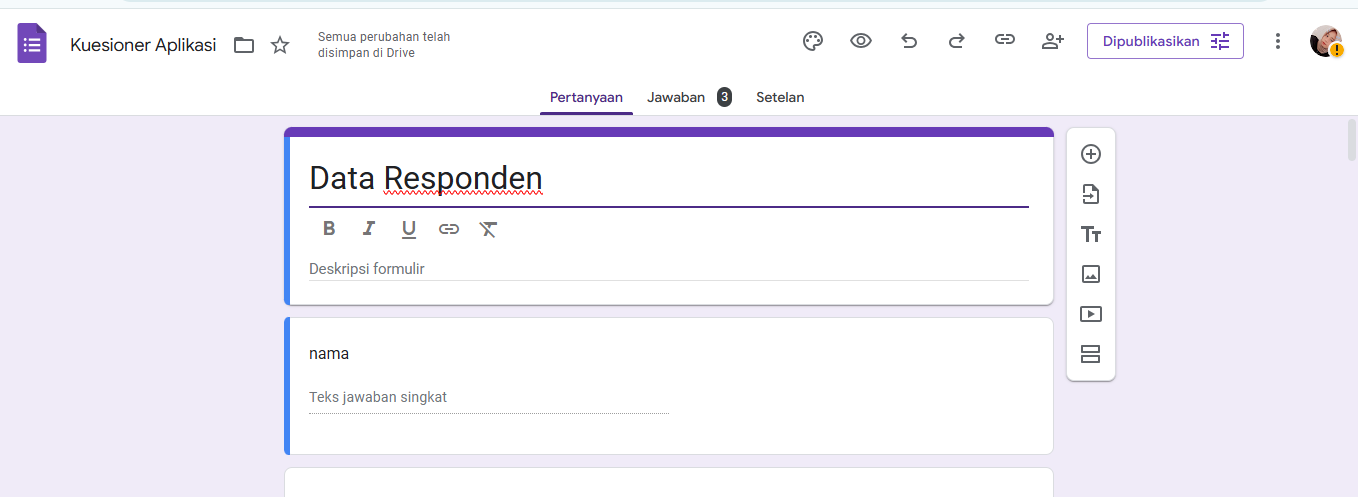 Kuesioner Aplikasi
Semua perubahan telah
disimpan di Drive
Dipublikasikan
Pertanyaan
Jawaban 3
Setelan
Data Responden
B I U
Deskripsi formulir
nama
Teks jawaban singkat